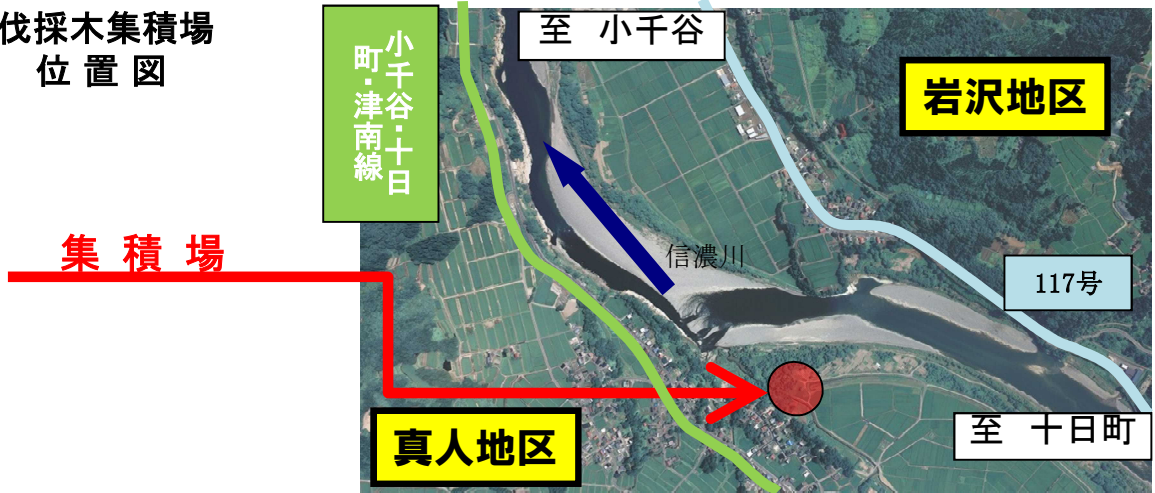 伐採木集積場
位置図
小千谷・十日
町・津南線
至 小千谷
岩沢地区
集積場
信濃川
117号
真人地区
至 十日町